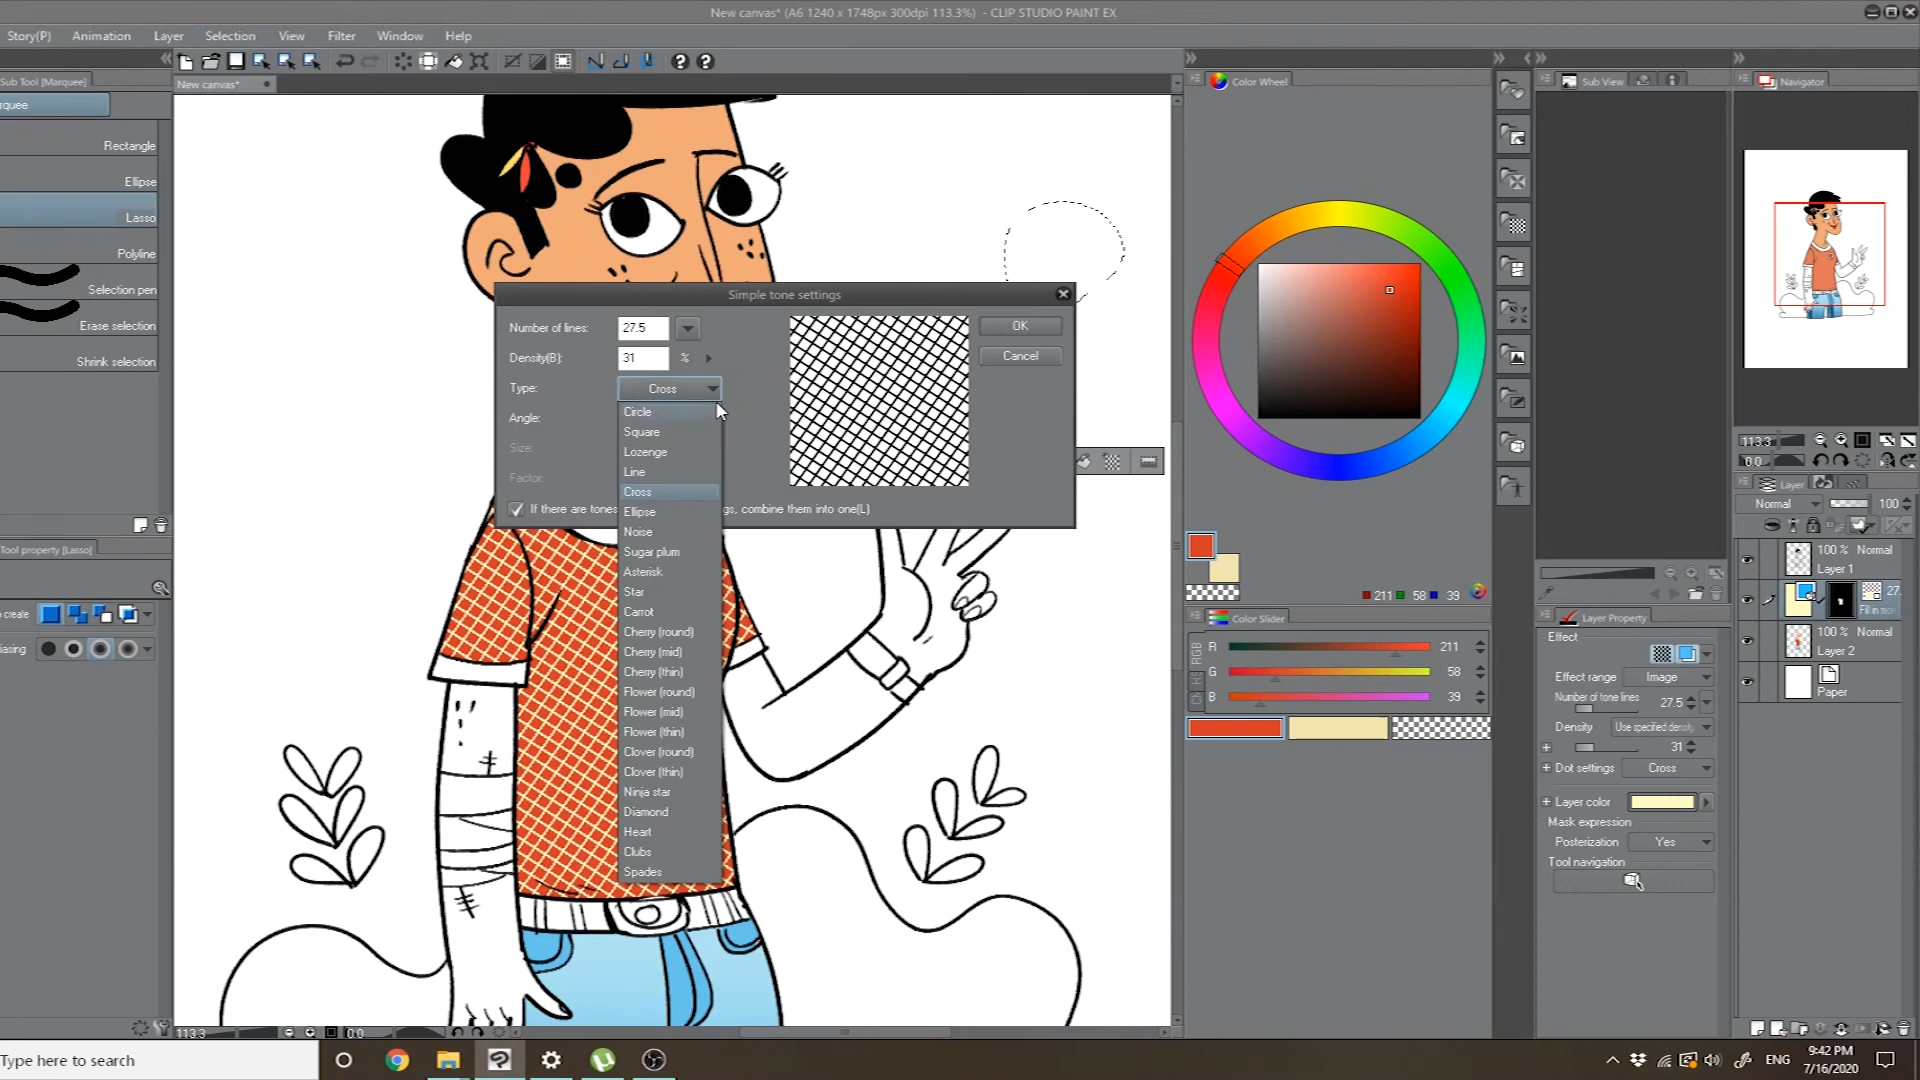 New canvas* (A6 1240 x 1748px 300dpi 113.3%) - CLIP STUDIO PAINT EX
Story(P) Animation Layer Selection View Filter Window Help
Sub Tool [Marquee]
rquee
Rectangle
Ellipse
Lasso
Polyline
Selection pen
Erase selection
Shrink selection
Tool property [Lasso]
o create
iasing
New canvas*
Simple tone settings
Number of lines: 27.5
OK
Density(B): 31 %
Cancel
Type: Cross
Angle:
Size:
Factor:
Circle
Square
Lozenge
Line
Cross
Ellipse
Noise
Sugar plum
Asterisk
Star
Carrot
Cherry (round)
Cherry (mid)
Cherry (thin)
Flower (round)
Flower (mid)
Flower (thin)
Clover (round)
Clover (thin)
Ninja star
Diamond
Heart
Clubs
Spades
If there are tones gs, combine them into one(L)
113.3 0.0
Color Wheel
211 58 39
Color Slider
RGB
R 211
G 58
B 39
Sub View
Navigator
113.3
0.0
Layer
Normal 100
100 % Normal
Layer 1
27.
100 % Normal
Layer 2
Paper
Layer Property
Effect
Effect range Image
Number of tone lines 27.5
Density Use specified density
31
Dot settings Cross
Layer color
Mask expression
Posterization Yes
Tool navigation
Type here to search
ENG
9:42 PM
7/16/2020